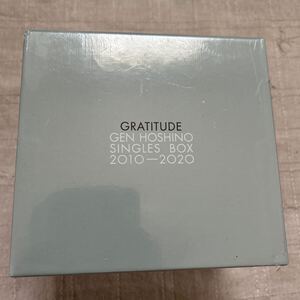 GRATITUDE
GEN HOSHINO
SINGLES BOX
2010—2020